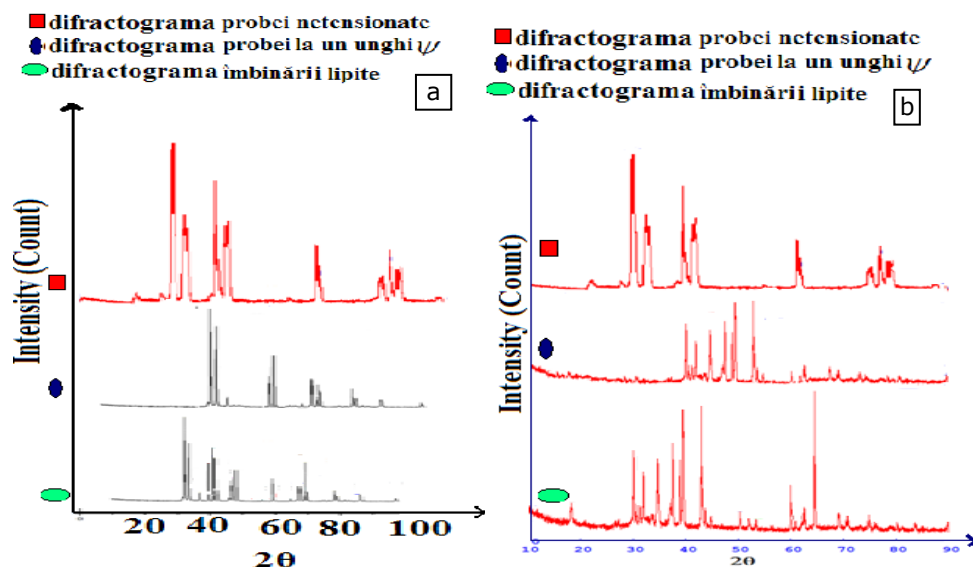 difractograma probei netensionate
difractograma probei la un unghi ψ
difractograma îmbinării lipite
a
Intensity (Count)
20 40 60 80 100
2θ
difractograma probei netensionate
difractograma probei la un unghi ψ
difractograma îmbinării lipite
b
Intensity (Count)
10 20 30 40 50 60 70 80 90
2θ